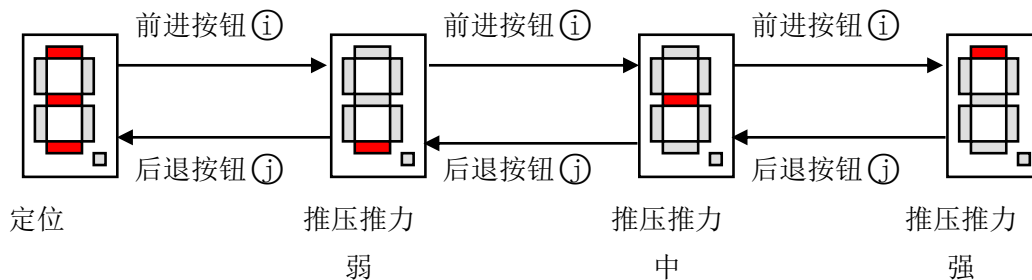 前进按钮ⓘ 前进按钮ⓘ 前进按钮ⓘ
后退按钮ⓙ 后退按钮ⓙ 后退按钮ⓙ
定位 推压推力 推压推力 推压推力
弱 中 强